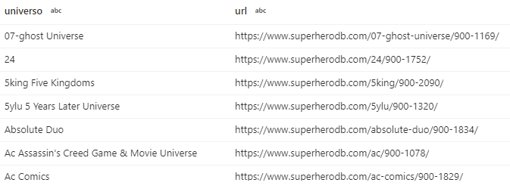 universo abc url abc
07-ghost Universe https://www.superherodb.com/07-ghost-universe/900-1169/
24 https://www.superherodb.com/24/900-1752/
5king Five Kingdoms https://www.superherodb.com/5king/900-2090/
5ylu 5 Years Later Universe https://www.superherodb.com/5ylu/900-1320/
Absolute Duo https://www.superherodb.com/absolute-duo/900-1834/
Ac Assassin's Creed Game & Movie Universe https://www.superherodb.com/ac/900-1078/
Ac Comics https://www.superherodb.com/ac-comics/900-1829/